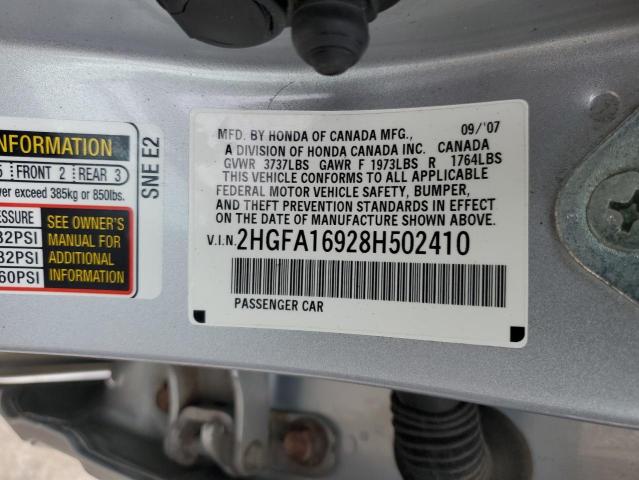 MFD. BY HONDA OF CANADA MFG., 09/'07
A DIVISION OF HONDA CANADA INC. CANADA
GVWR 3737LBS GAWR F 1973LBS R 1764LBS
THIS VEHICLE CONFORMS TO ALL APPLICABLE
FEDERAL MOTOR VEHICLE SAFETY, BUMPER,
AND THEFT PREVENTION STANDARDS IN EFFECT
ON THE DATE OF MANUFACTURE SHOWN ABOVE.
V.I.N. 2HGFA16928H502410
PASSENGER CAR
INFORMATION
5 FRONT 2 REAR 3
exceed 385kg or 850lbs.
SEE OWNER'S
32PSI MANUAL FOR
32PSI ADDITIONAL
60PSI INFORMATION
SNE E2